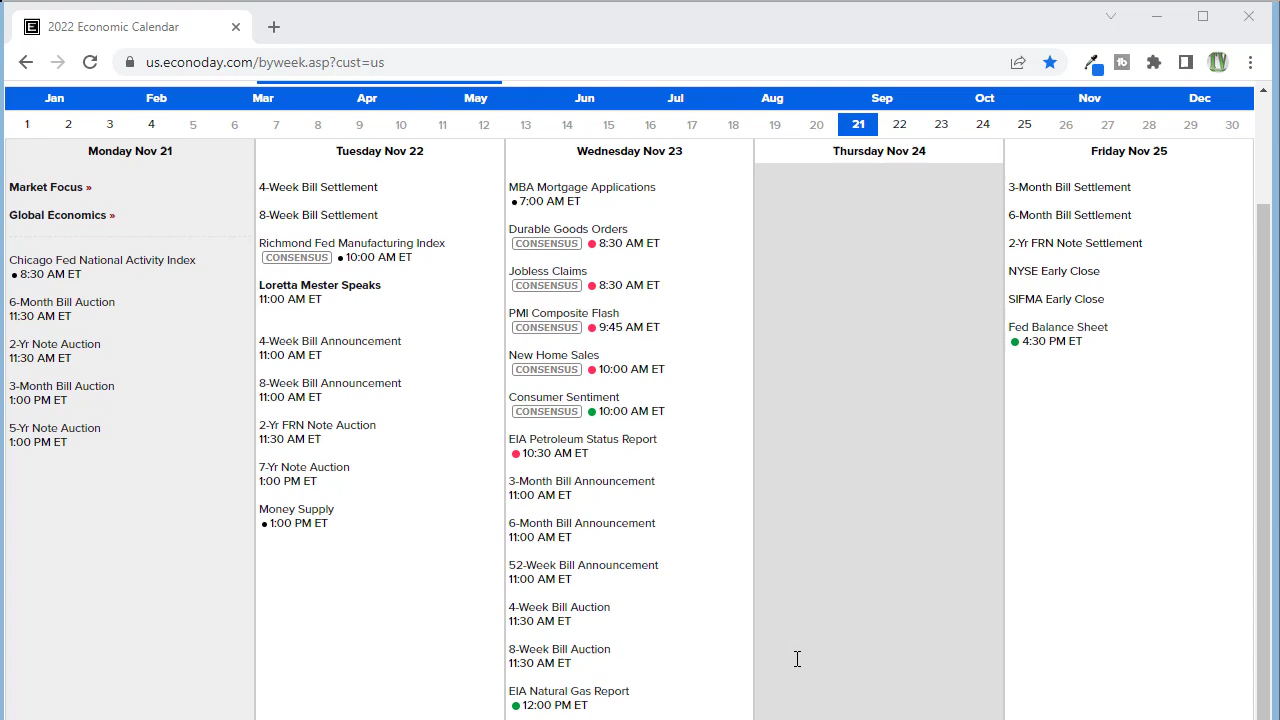 2022 Economic Calendar
us.econoday.com/byweek.asp?cust=us
Jan Feb Mar Apr May Jun Jul Aug Sep Oct Nov Dec
1 2 3 4 5 6 7 8 9 10 11 12 13 14 15 16 17 18 19 20 21 22 23 24 25 26 27 28 29 30
Monday Nov 21
Market Focus »
Global Economics »
Chicago Fed National Activity Index
8:30 AM ET
6-Month Bill Auction
11:30 AM ET
2-Yr Note Auction
11:30 AM ET
3-Month Bill Auction
1:00 PM ET
5-Yr Note Auction
1:00 PM ET
Tuesday Nov 22
4-Week Bill Settlement
8-Week Bill Settlement
Richmond Fed Manufacturing Index
CONSENSUS 10:00 AM ET
Loretta Mester Speaks
11:00 AM ET
4-Week Bill Announcement
11:00 AM ET
8-Week Bill Announcement
11:00 AM ET
2-Yr FRN Note Auction
11:30 AM ET
7-Yr Note Auction
1:00 PM ET
Money Supply
1:00 PM ET
Wednesday Nov 23
MBA Mortgage Applications
7:00 AM ET
Durable Goods Orders
CONSENSUS 8:30 AM ET
Jobless Claims
CONSENSUS 8:30 AM ET
PMI Composite Flash
CONSENSUS 9:45 AM ET
New Home Sales
CONSENSUS 10:00 AM ET
Consumer Sentiment
CONSENSUS 10:00 AM ET
EIA Petroleum Status Report
10:30 AM ET
3-Month Bill Announcement
11:00 AM ET
6-Month Bill Announcement
11:00 AM ET
52-Week Bill Announcement
11:00 AM ET
4-Week Bill Auction
11:30 AM ET
8-Week Bill Auction
11:30 AM ET
EIA Natural Gas Report
12:00 PM ET
Thursday Nov 24
Friday Nov 25
3-Month Bill Settlement
6-Month Bill Settlement
2-Yr FRN Note Settlement
NYSE Early Close
SIFMA Early Close
Fed Balance Sheet
4:30 PM ET